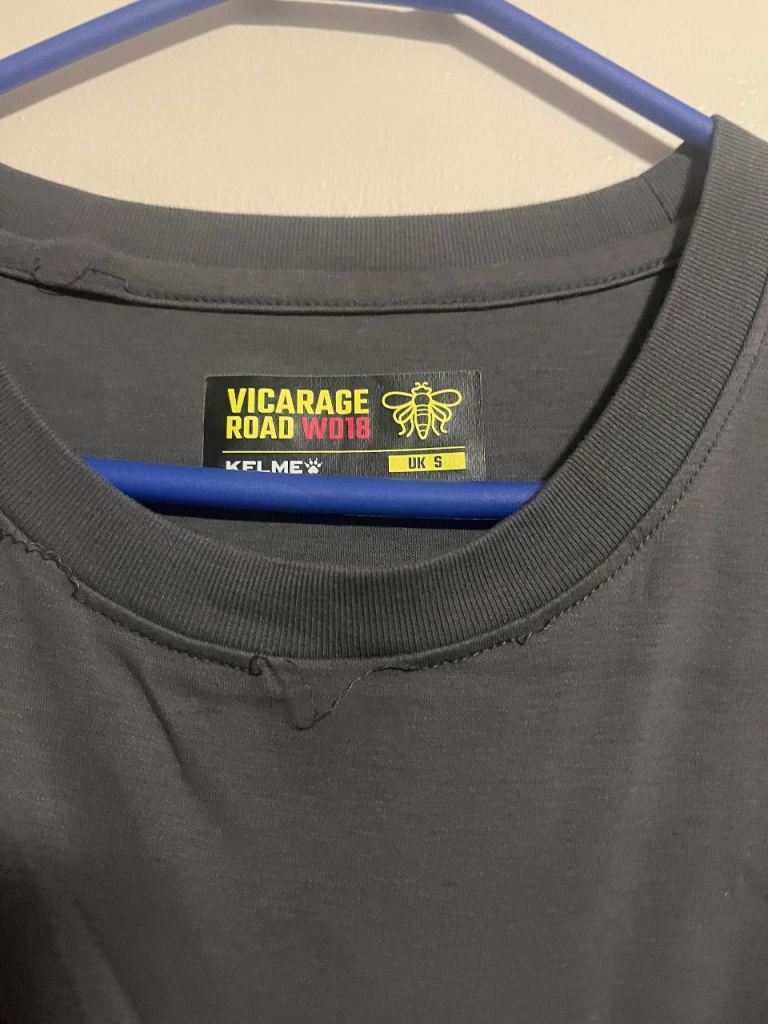 VICARAGE
ROAD WD18
KELME
UK S